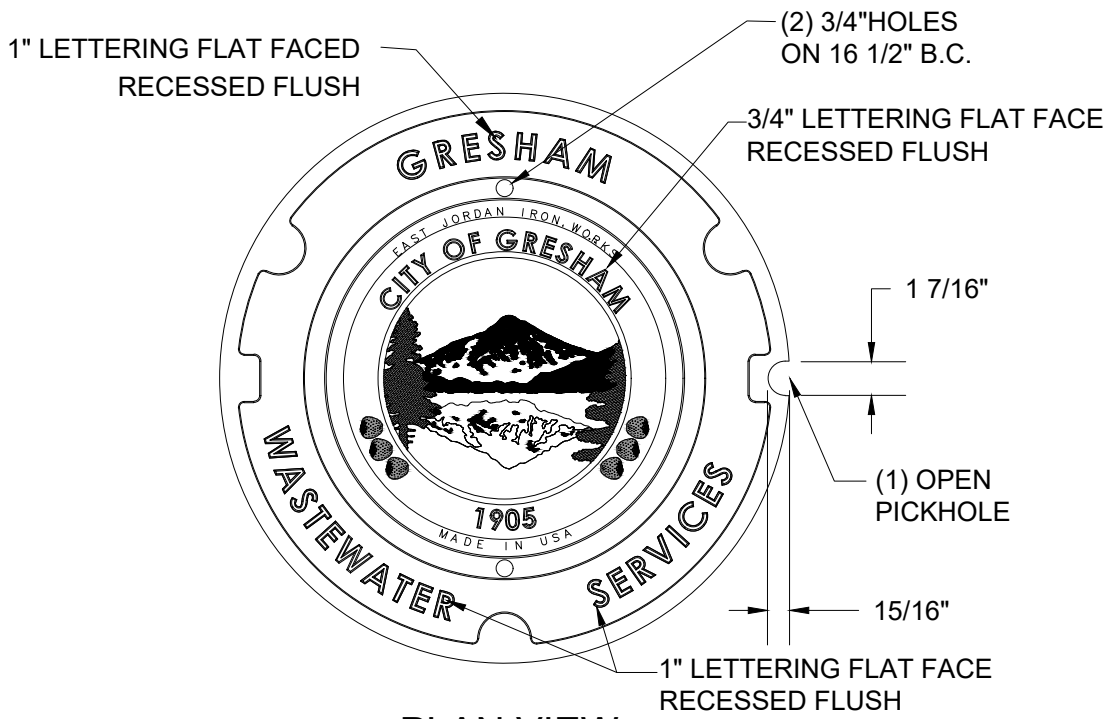 (2) 3/4"HOLES
ON 16 1/2" B.C.
1" LETTERING FLAT FACED
RECESSED FLUSH
3/4" LETTERING FLAT FACE
RECESSED FLUSH
GRESHAM
EAST JORDAN IRON WORKS
CITY OF GRESHAM
1 7/16"
(1) OPEN
PICKHOLE
WASTEWATER
SERVICES
1905
MADE IN USA
15/16"
1" LETTERING FLAT FACE
RECESSED FLUSH
PLAN VIEW